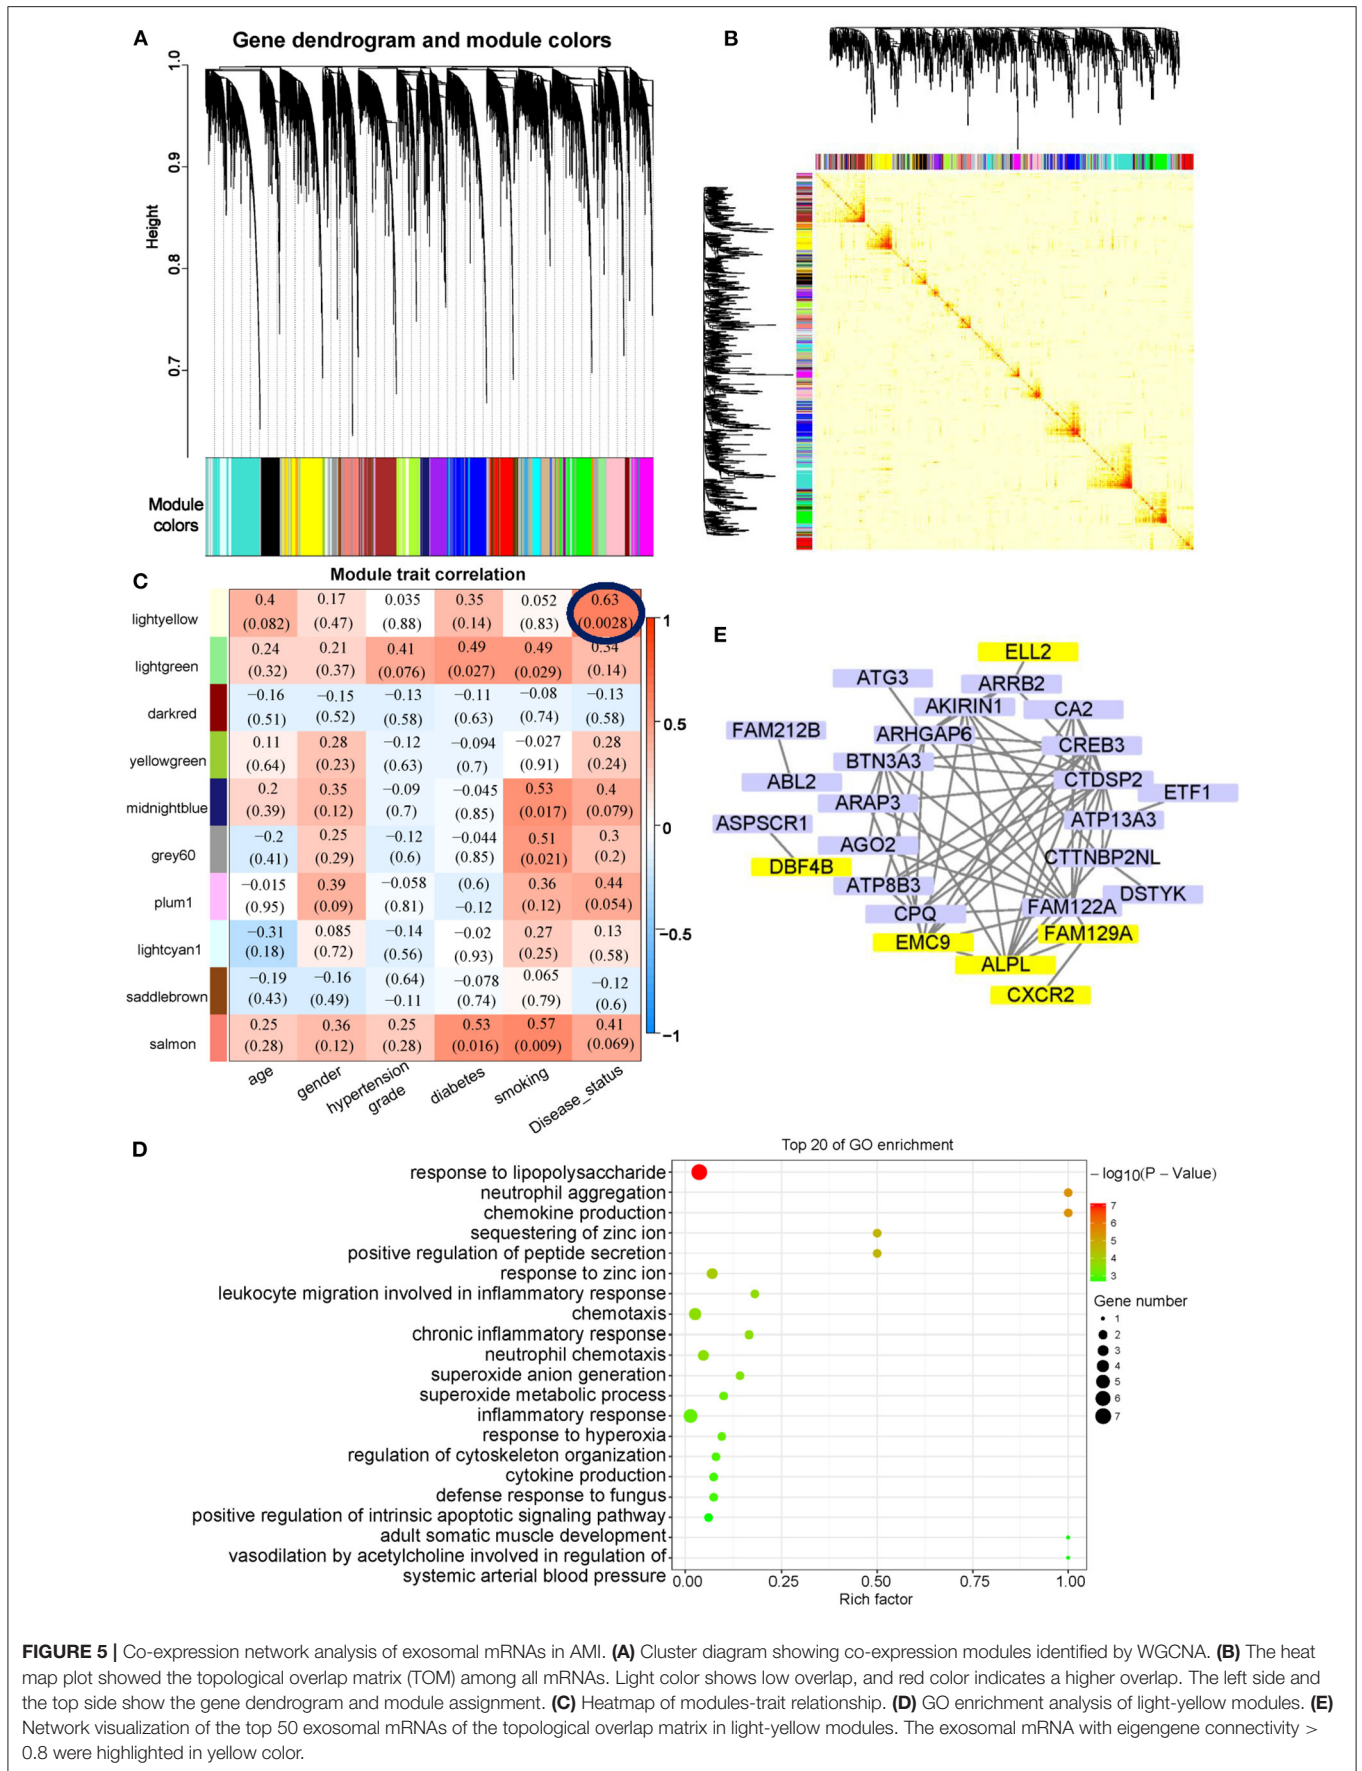 A
Gene dendrogram and module colors
Height
1.0
0.9
0.8
0.7
Module
colors
B
C
Module trait correlation
lightyellow 0.4 0.17 0.035 0.35 0.052 0.63
(0.082) (0.47) (0.88) (0.14) (0.83) (0.0028)
lightgreen 0.24 0.21 0.41 0.49 0.49 0.34
(0.32) (0.37) (0.076) (0.027) (0.029) (0.14)
darkred −0.16 −0.15 −0.13 −0.11 −0.08 −0.13
(0.51) (0.52) (0.58) (0.63) (0.74) (0.58)
yellowgreen 0.11 0.28 −0.12 −0.094 −0.027 0.28
(0.64) (0.23) (0.63) (0.7) (0.91) (0.24)
midnightblue 0.2 0.35 −0.09 −0.045 0.53 0.4
(0.39) (0.12) (0.7) (0.85) (0.017) (0.079)
grey60 −0.2 0.25 −0.12 −0.044 0.51 0.3
(0.41) (0.29) (0.6) (0.85) (0.021) (0.2)
plum1 −0.015 0.39 −0.058 (0.6) 0.36 0.44
(0.95) (0.09) (0.81) −0.12 (0.12) (0.054)
lightcyan1 −0.31 0.085 −0.14 −0.02 0.27 0.13
(0.18) (0.72) (0.56) (0.93) (0.25) (0.58)
saddlebrown −0.19 −0.16 (0.64) −0.078 0.065 −0.12
(0.43) (0.49) −0.11 (0.74) (0.79) (0.6)
salmon 0.25 0.36 0.25 0.53 0.57 0.41
(0.28) (0.12) (0.28) (0.016) (0.009) (0.069)
age gender hypertension grade diabetes smoking Disease_status
1
0.5
0
−0.5
−1
E
ELL2
ATG3
ARRB2
AKIRIN1
CA2
FAM212B
ARHGAP6
CREB3
BTN3A3
ABL2
CTDSP2
ETF1
ARAP3
ASPSCR1
ATP13A3
AGO2
CTTNBP2NL
DBF4B
ATP8B3
DSTYK
CPQ
FAM122A
EMC9
FAM129A
ALPL
CXCR2
D
Top 20 of GO enrichment
response to lipopolysaccharide
neutrophil aggregation
chemokine production
sequestering of zinc ion
positive regulation of peptide secretion
response to zinc ion
leukocyte migration involved in inflammatory response
chemotaxis
chronic inflammatory response
neutrophil chemotaxis
superoxide anion generation
superoxide metabolic process
inflammatory response
response to hyperoxia
regulation of cytoskeleton organization
cytokine production
defense response to fungus
positive regulation of intrinsic apoptotic signaling pathway
adult somatic muscle development
vasodilation by acetylcholine involved in regulation of
systemic arterial blood pressure
0.00 0.25 0.50 0.75 1.00
Rich factor
−log10(P − Value)
7
6
5
4
3
Gene number
1
2
3
4
5
6
7
FIGURE 5 | Co-expression network analysis of exosomal mRNAs in AMI. (A) Cluster diagram showing co-expression modules identified by WGCNA. (B) The heat
map plot showed the topological overlap matrix (TOM) among all mRNAs. Light color shows low overlap, and red color indicates a higher overlap. The left side and
the top side show the gene dendrogram and module assignment. (C) Heatmap of modules-trait relationship. (D) GO enrichment analysis of light-yellow modules. (E)
Network visualization of the top 50 exosomal mRNAs of the topological overlap matrix in light-yellow modules. The exosomal mRNA with eigengene connectivity >
0.8 were highlighted in yellow color.